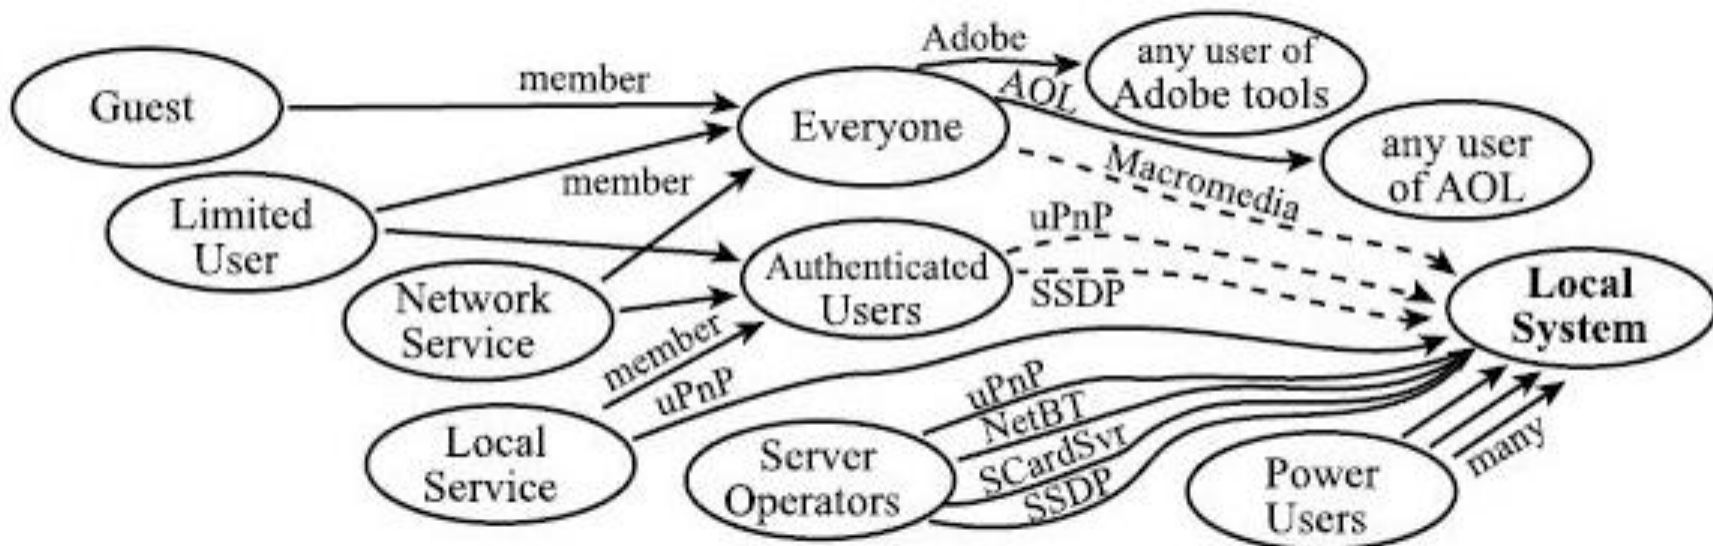 Guest
member
Limited
User
member
Network
Service
member
uPnP
Local
Service
Everyone
Adobe
AOL
any user of
Adobe tools
any user
of AOL
Macromedia
Authenticated
Users
uPnP
SSDP
Local
System
Server
Operators
uPnP
NetBT
SCardSvr
SSDP
Power
Users
many